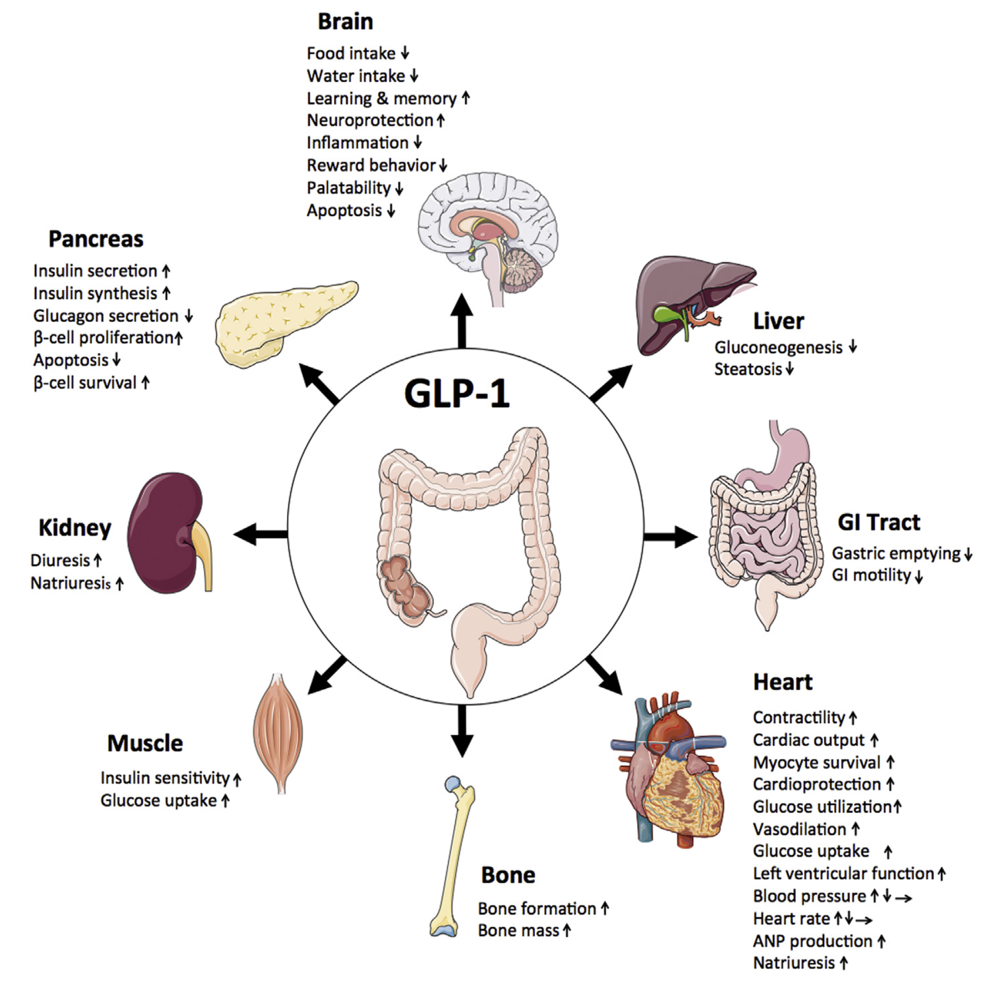 Brain
Food intake ↓
Water intake ↓
Learning & memory ↑
Neuroprotection ↑
Inflammation ↓
Reward behavior ↓
Palatability ↓
Apoptosis ↓
Pancreas
Insulin secretion ↑
Insulin synthesis ↑
Glucagon secretion ↓
β-cell proliferation ↑
Apoptosis ↓
β-cell survival ↑
Liver
Gluconeogenesis ↓
Steatosis ↓
GLP-1
Kidney
Diuresis ↑
Natriuresis ↑
GI Tract
Gastric emptying ↓
GI motility ↓
Muscle
Insulin sensitivity ↑
Glucose uptake ↑
Bone
Bone formation ↑
Bone mass ↑
Heart
Contractility ↑
Cardiac output ↑
Myocyte survival ↑
Cardioprotection ↑
Glucose utilization ↑
Vasodilation ↑
Glucose uptake ↑
Left ventricular function ↑
Blood pressure ↑ ↓ →
Heart rate ↑ ↓ →
ANP production ↑
Natriuresis ↑